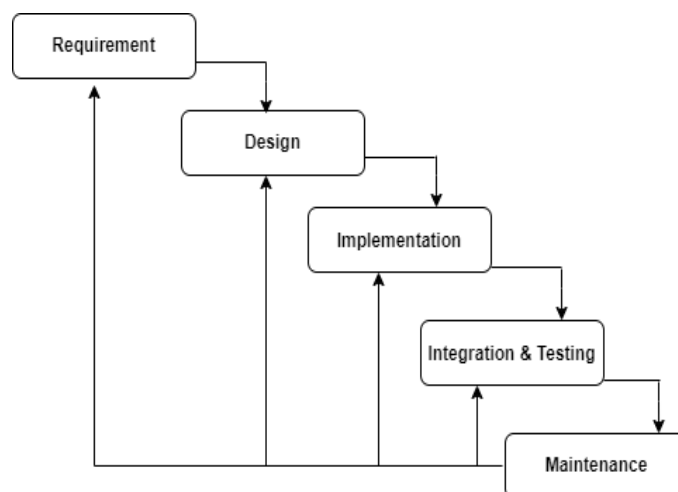 Requirement
Design
Implementation
Integration & Testing
Maintenance